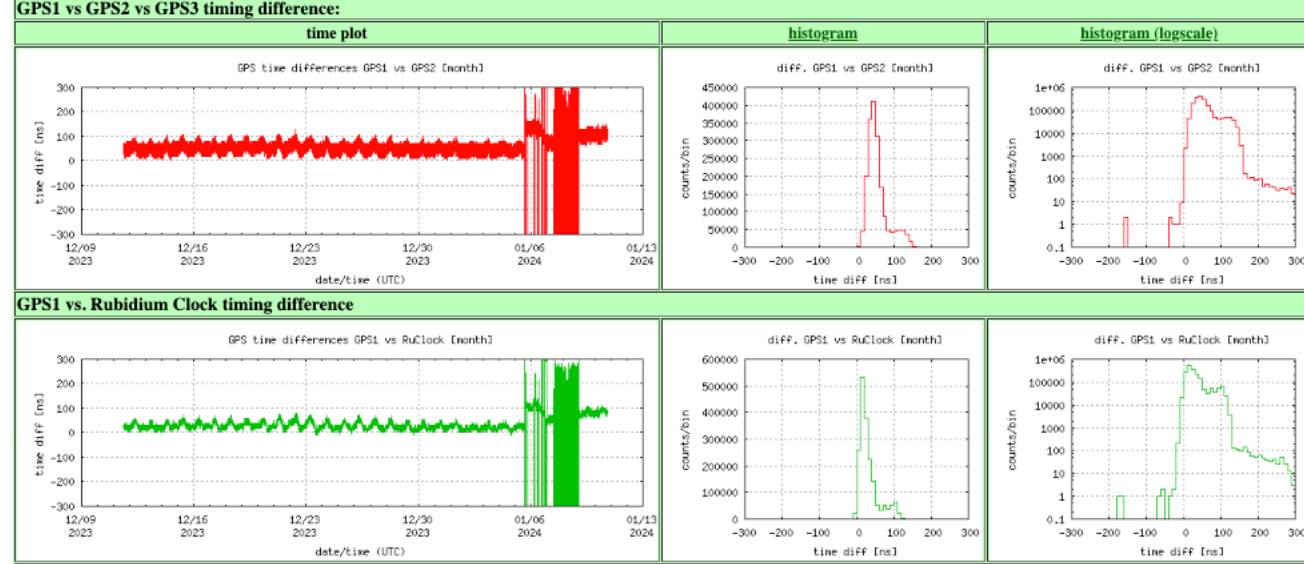 GPS1 vs GPS2 vs GPS3 timing difference:
time plot
histogram
histogram (logscale)
GPS time differences GPS1 vs GPS2 [month]
300
200
100
0
-100
-200
-300
time diff [ns]
12/09 12/16 12/23 12/30 01/06 01/13
2023 2023 2023 2023 2024 2024
date/time (UTC)
diff. GPS1 vs GPS2 [month]
450000
400000
350000
300000
250000
200000
150000
100000
50000
0
counts/bin
-300 -200 -100 0 100 200 300
time diff [ns]
diff. GPS1 vs GPS2 [month]
1e+06
100000
10000
1000
100
10
1
0.1
counts/bin
-300 -200 -100 0 100 200 300
time diff [ns]
GPS1 vs. Rubidium Clock timing difference
GPS time differences GPS1 vs RuClock [month]
300
200
100
0
-100
-200
-300
time diff [ns]
12/09 12/16 12/23 12/30 01/06 01/13
2023 2023 2023 2023 2024 2024
date/time (UTC)
diff. GPS1 vs RuClock [month]
600000
500000
400000
300000
200000
100000
0
counts/bin
-300 -200 -100 0 100 200 300
time diff [ns]
diff. GPS1 vs RuClock [month]
1e+06
100000
10000
1000
100
10
1
0.1
counts/bin
-300 -200 -100 0 100 200 300
time diff [ns]